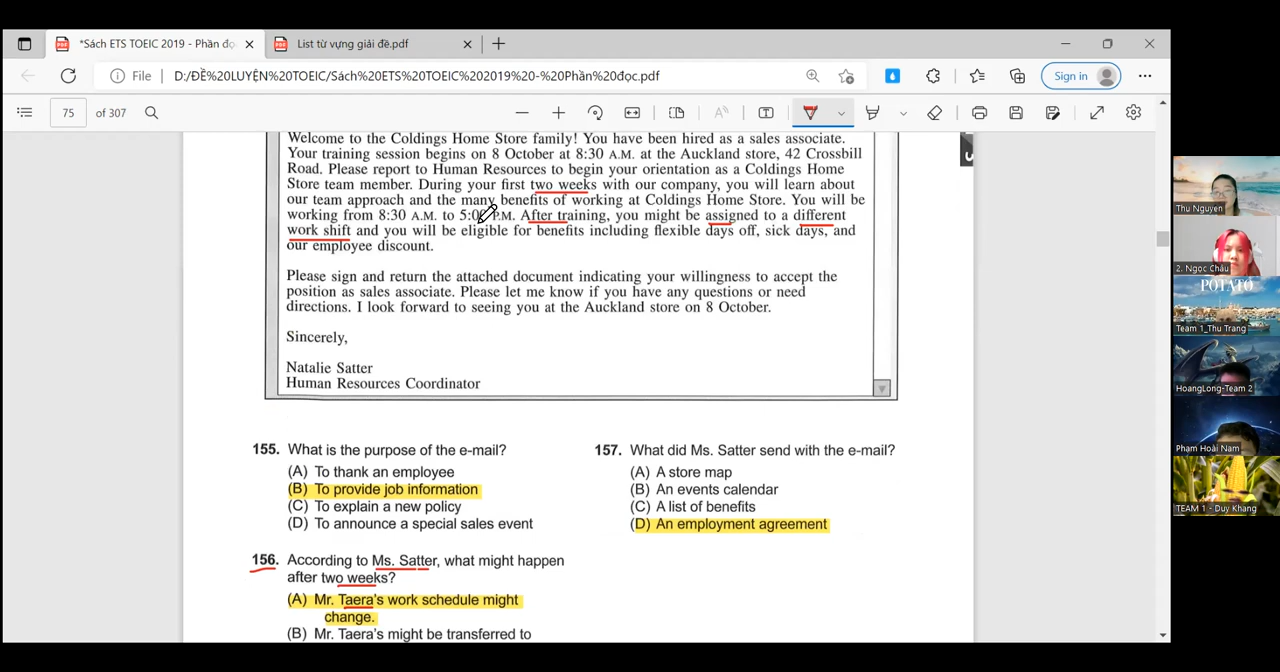 *Sách ETS TOEIC 2019 - Phần đọc
List từ vựng giải đề.pdf
File
D:/ĐỀ%20LUYỆN%20TOEIC/Sách%20ETS%20TOEIC%202019%20-%20Phần%20đọc.pdf
Sign in
75 of 307
Welcome to the Coldings Home Store family! You have been hired as a sales associate.
Your training session begins on 8 October at 8:30 A.M. at the Auckland store, 42 Crossbill
Road. Please report to Human Resources to begin your orientation as a Coldings Home
Store team member. During your first two weeks with our company, you will learn about
our team approach and the many benefits of working at Coldings Home Store. You will be
working from 8:30 A.M. to 5:00 P.M. After training, you might be assigned to a different
work shift and you will be eligible for benefits including flexible days off, sick days, and
our employee discount.
Please sign and return the attached document indicating your willingness to accept the
position as sales associate. Please let me know if you have any questions or need
directions. I look forward to seeing you at the Auckland store on 8 October.
Sincerely,
Natalie Satter
Human Resources Coordinator
155. What is the purpose of the e-mail?
(A) To thank an employee
(B) To provide job information
(C) To explain a new policy
(D) To announce a special sales event
156. According to Ms. Satter, what might happen
after two weeks?
(A) Mr. Taera's work schedule might
change.
(B) Mr. Taera's might be transferred to
157. What did Ms. Satter send with the e-mail?
(A) A store map
(B) An events calendar
(C) A list of benefits
(D) An employment agreement
Thu Nguyen
2. Ngọc Châu
POTATO
Team 1_Thu Trang
HoangLong-Team 2
Phạm Hoài Nam
TEAM 1 - Duy Khang